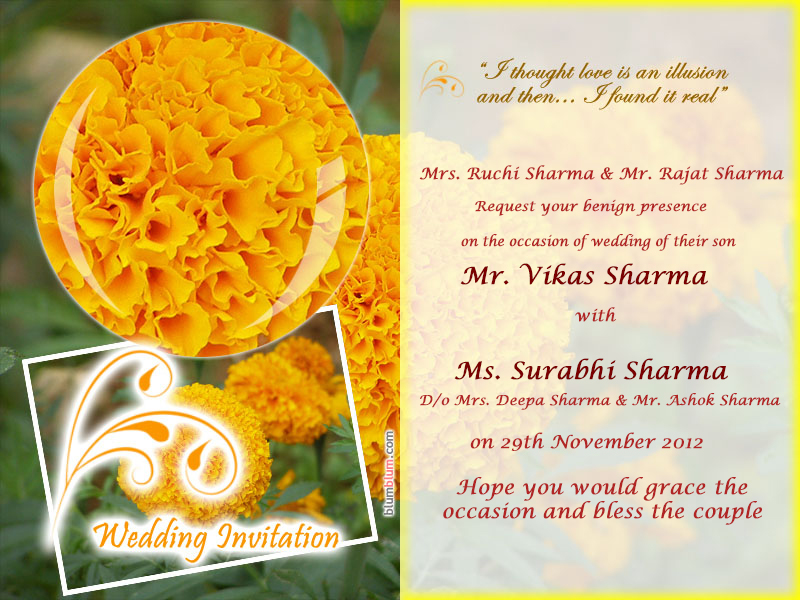 Wedding Invitation
blumblum.com
“I thought love is an illusion
and then... I found it real”
Mrs. Ruchi Sharma & Mr. Rajat Sharma
Request your benign presence
on the occasion of wedding of their son
Mr. Vikas Sharma
with
Ms. Surabhi Sharma
D/o Mrs. Deepa Sharma & Mr. Ashok Sharma
on 29th November 2012
Hope you would grace the
occasion and bless the couple